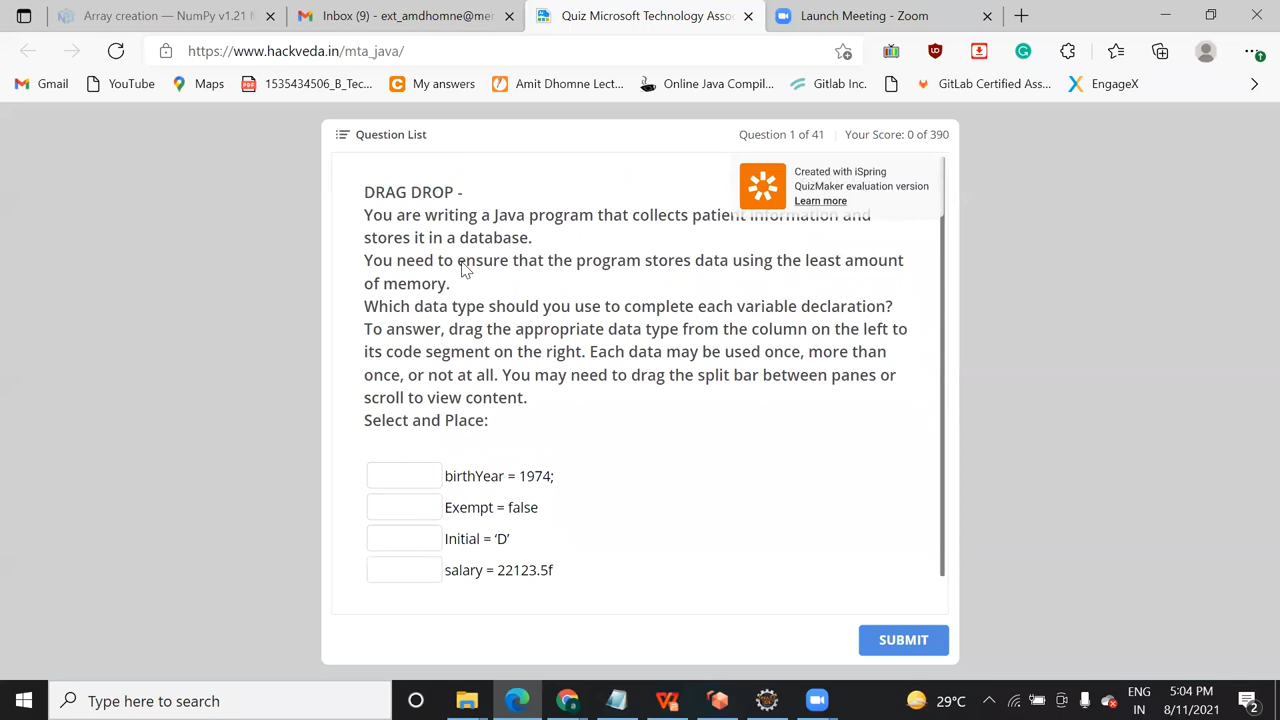 Array creation — NumPy v1.21 M
Inbox (9) - ext_amdhomne@mer
Quiz Microsoft Technology Assoc
Launch Meeting - Zoom
https://www.hackveda.in/mta_java/
Gmail
YouTube
Maps
1535434506_B_Tec...
My answers
Amit Dhomne Lect...
Online Java Compil...
Gitlab Inc.
GitLab Certified Ass...
EngageX
Question List
Question 1 of 41
Your Score: 0 of 390
Created with iSpring
QuizMaker evaluation version
Learn more
DRAG DROP -
You are writing a Java program that collects patient information and
stores it in a database.
You need to ensure that the program stores data using the least amount
of memory.
Which data type should you use to complete each variable declaration?
To answer, drag the appropriate data type from the column on the left to
its code segment on the right. Each data may be used once, more than
once, or not at all. You may need to drag the split bar between panes or
scroll to view content.
Select and Place:
birthYear = 1974;
Exempt = false
Initial = ‘D’
salary = 22123.5f
SUBMIT
Type here to search
29°C
ENG
IN
5:04 PM
8/11/2021
2